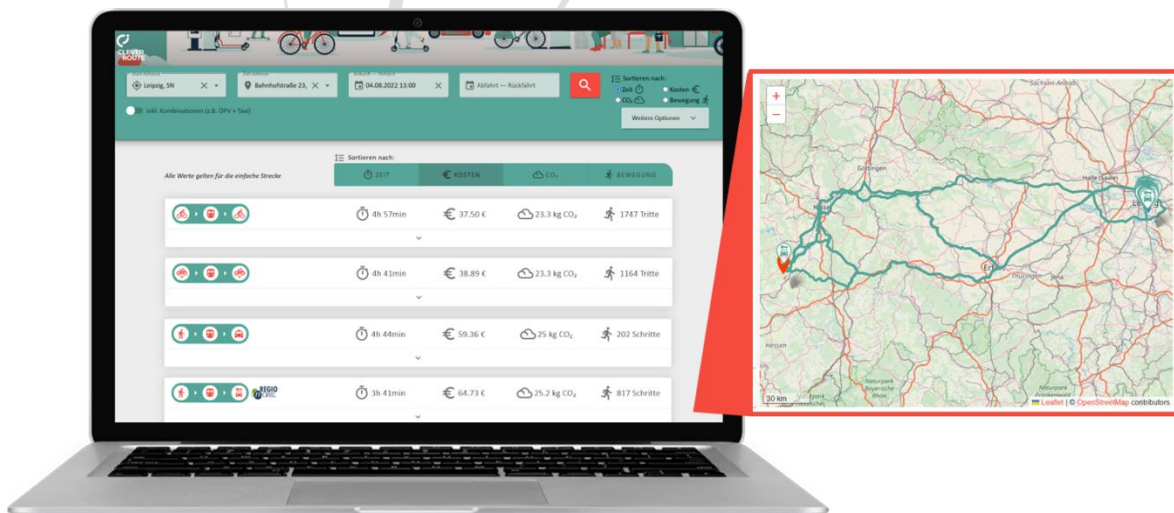 CLEVER
ROUTE
Start Adresse
Leipzig, SN
Ziel Adresse
Bahnhofstraße 23,
04.08.2022 13:00
Abfahrt — Rückfahrt
Sortieren nach:
Zeit
Kosten
CO₂
Bewegung
inkl. Kombinationen (z.B. ÖPV + Taxi)
Weitere Optionen
Sortieren nach:
Alle Werte gelten für die einfache Strecke
ZEIT
KOSTEN
CO₂
BEWEGUNG
4h 57min 37.50 € 23.3 kg CO₂ 1747 Tritte
4h 41min 38.89 € 23.3 kg CO₂ 1164 Tritte
4h 44min 59.36 € 25 kg CO₂ 202 Schritte
REGIO
3h 41min 64.73 € 25.2 kg CO₂ 817 Schritte
+
−
Sachsen-Anhalt
Göttingen
Halle (Saale)
Kassel
Thüringen
Jena
Hessen
Naturpark
Bayerische
Rhön
Naturpark
30 km
Leaflet | © OpenStreetMap contributors